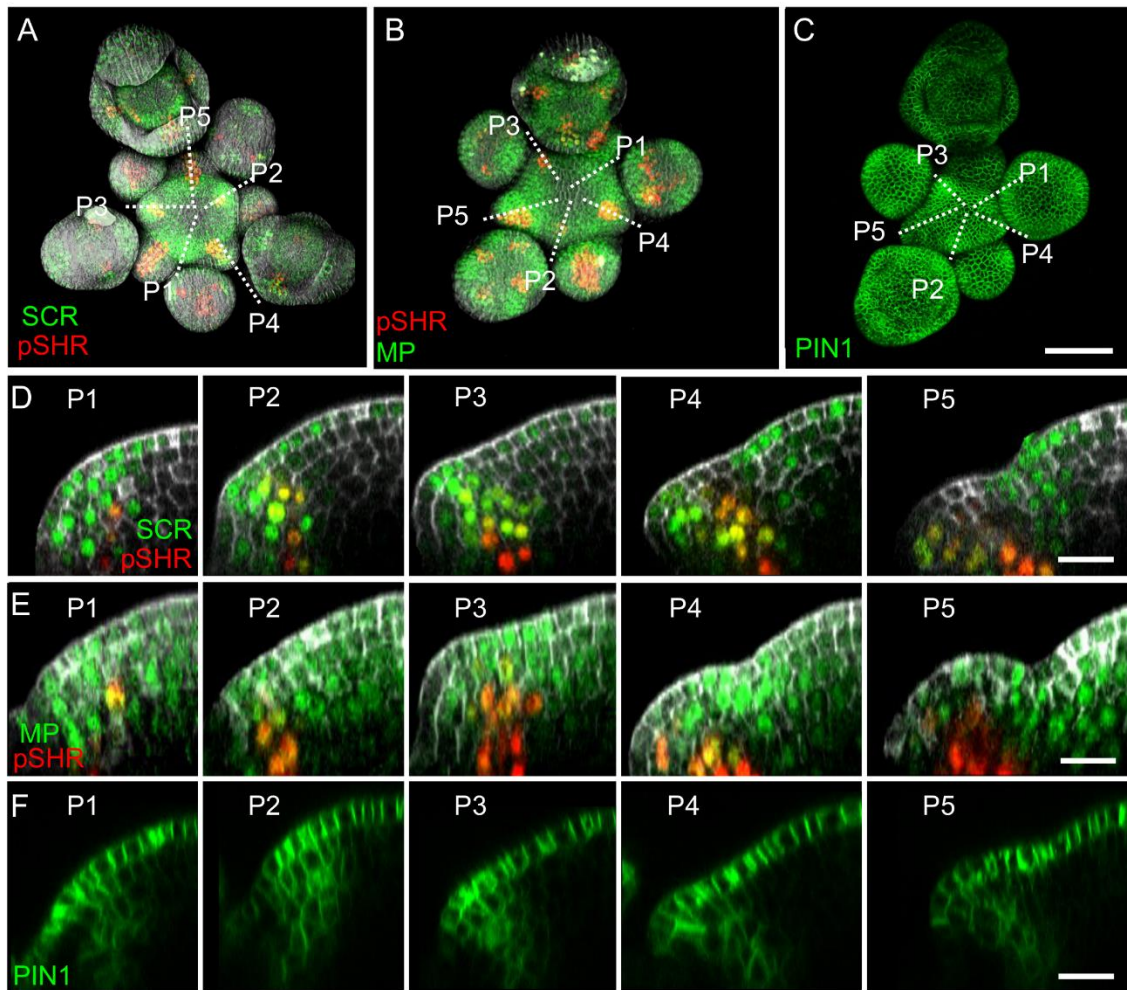 A
P5
P2
P3
P1
P4
SCR
pSHR
B
P3
P1
P5
P4
P2
pSHR
MP
C
P3
P1
P5
P4
P2
PIN1
D P1 P2 P3 P4 P5
SCR
pSHR
E P1 P2 P3 P4 P5
MP
pSHR
F P1 P2 P3 P4 P5
PIN1